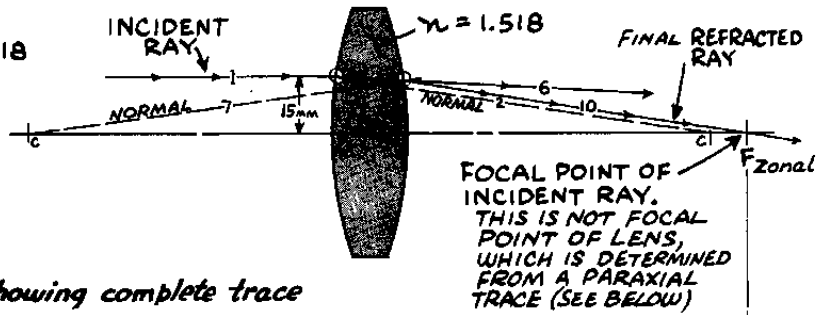 18
INCIDENT
RAY
n = 1.518
FINAL REFRACTED
RAY
1
6
NORMAL 7
15mm
NORMAL 2
10
C
C
F Zonal
FOCAL POINT OF
INCIDENT RAY.
THIS IS NOT FOCAL
POINT OF LENS,
WHICH IS DETERMINED
FROM A PARAXIAL
TRACE (SEE BELOW)
howing complete trace